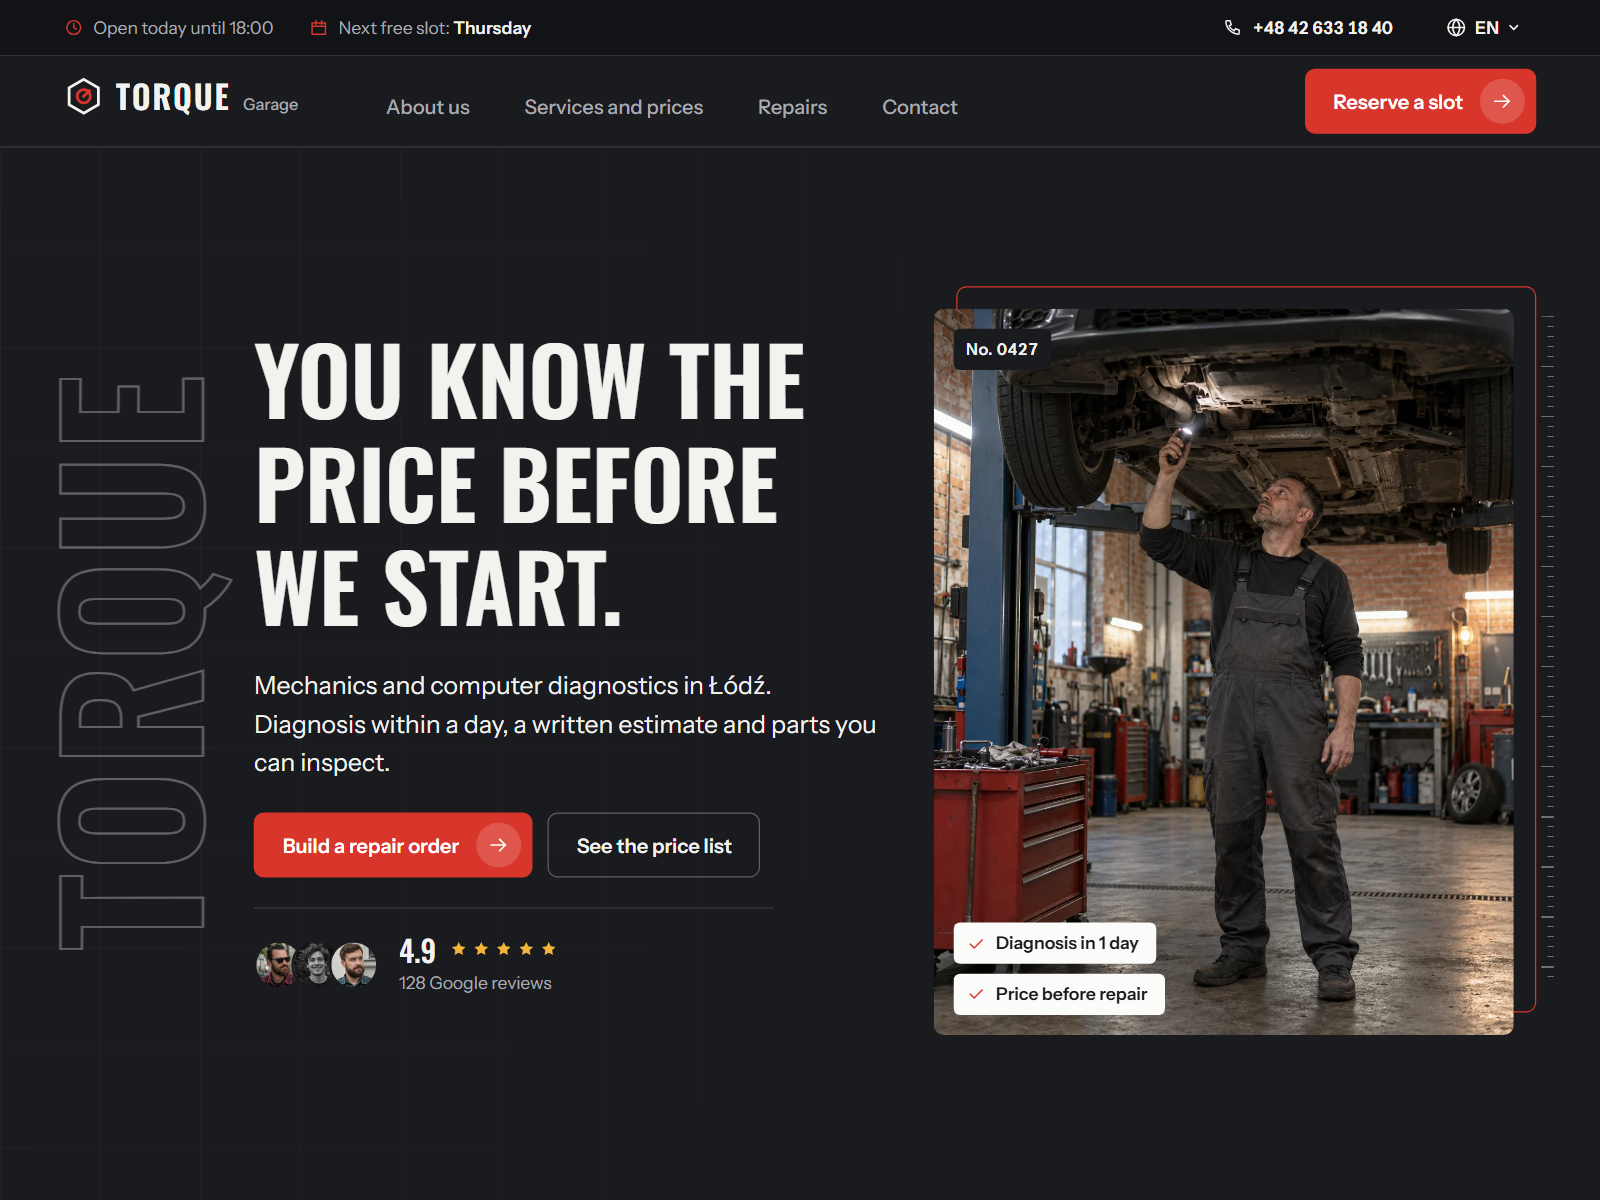 Open today until 18:00
Next free slot: Thursday
+48 42 633 18 40
EN
TORQUE Garage
About us
Services and prices
Repairs
Contact
Reserve a slot
TORQUE
YOU KNOW THE
PRICE BEFORE
WE START.
Mechanics and computer diagnostics in Łódź.
Diagnosis within a day, a written estimate and parts you
can inspect.
Build a repair order
See the price list
4.9
128 Google reviews
No. 0427
Diagnosis in 1 day
Price before repair